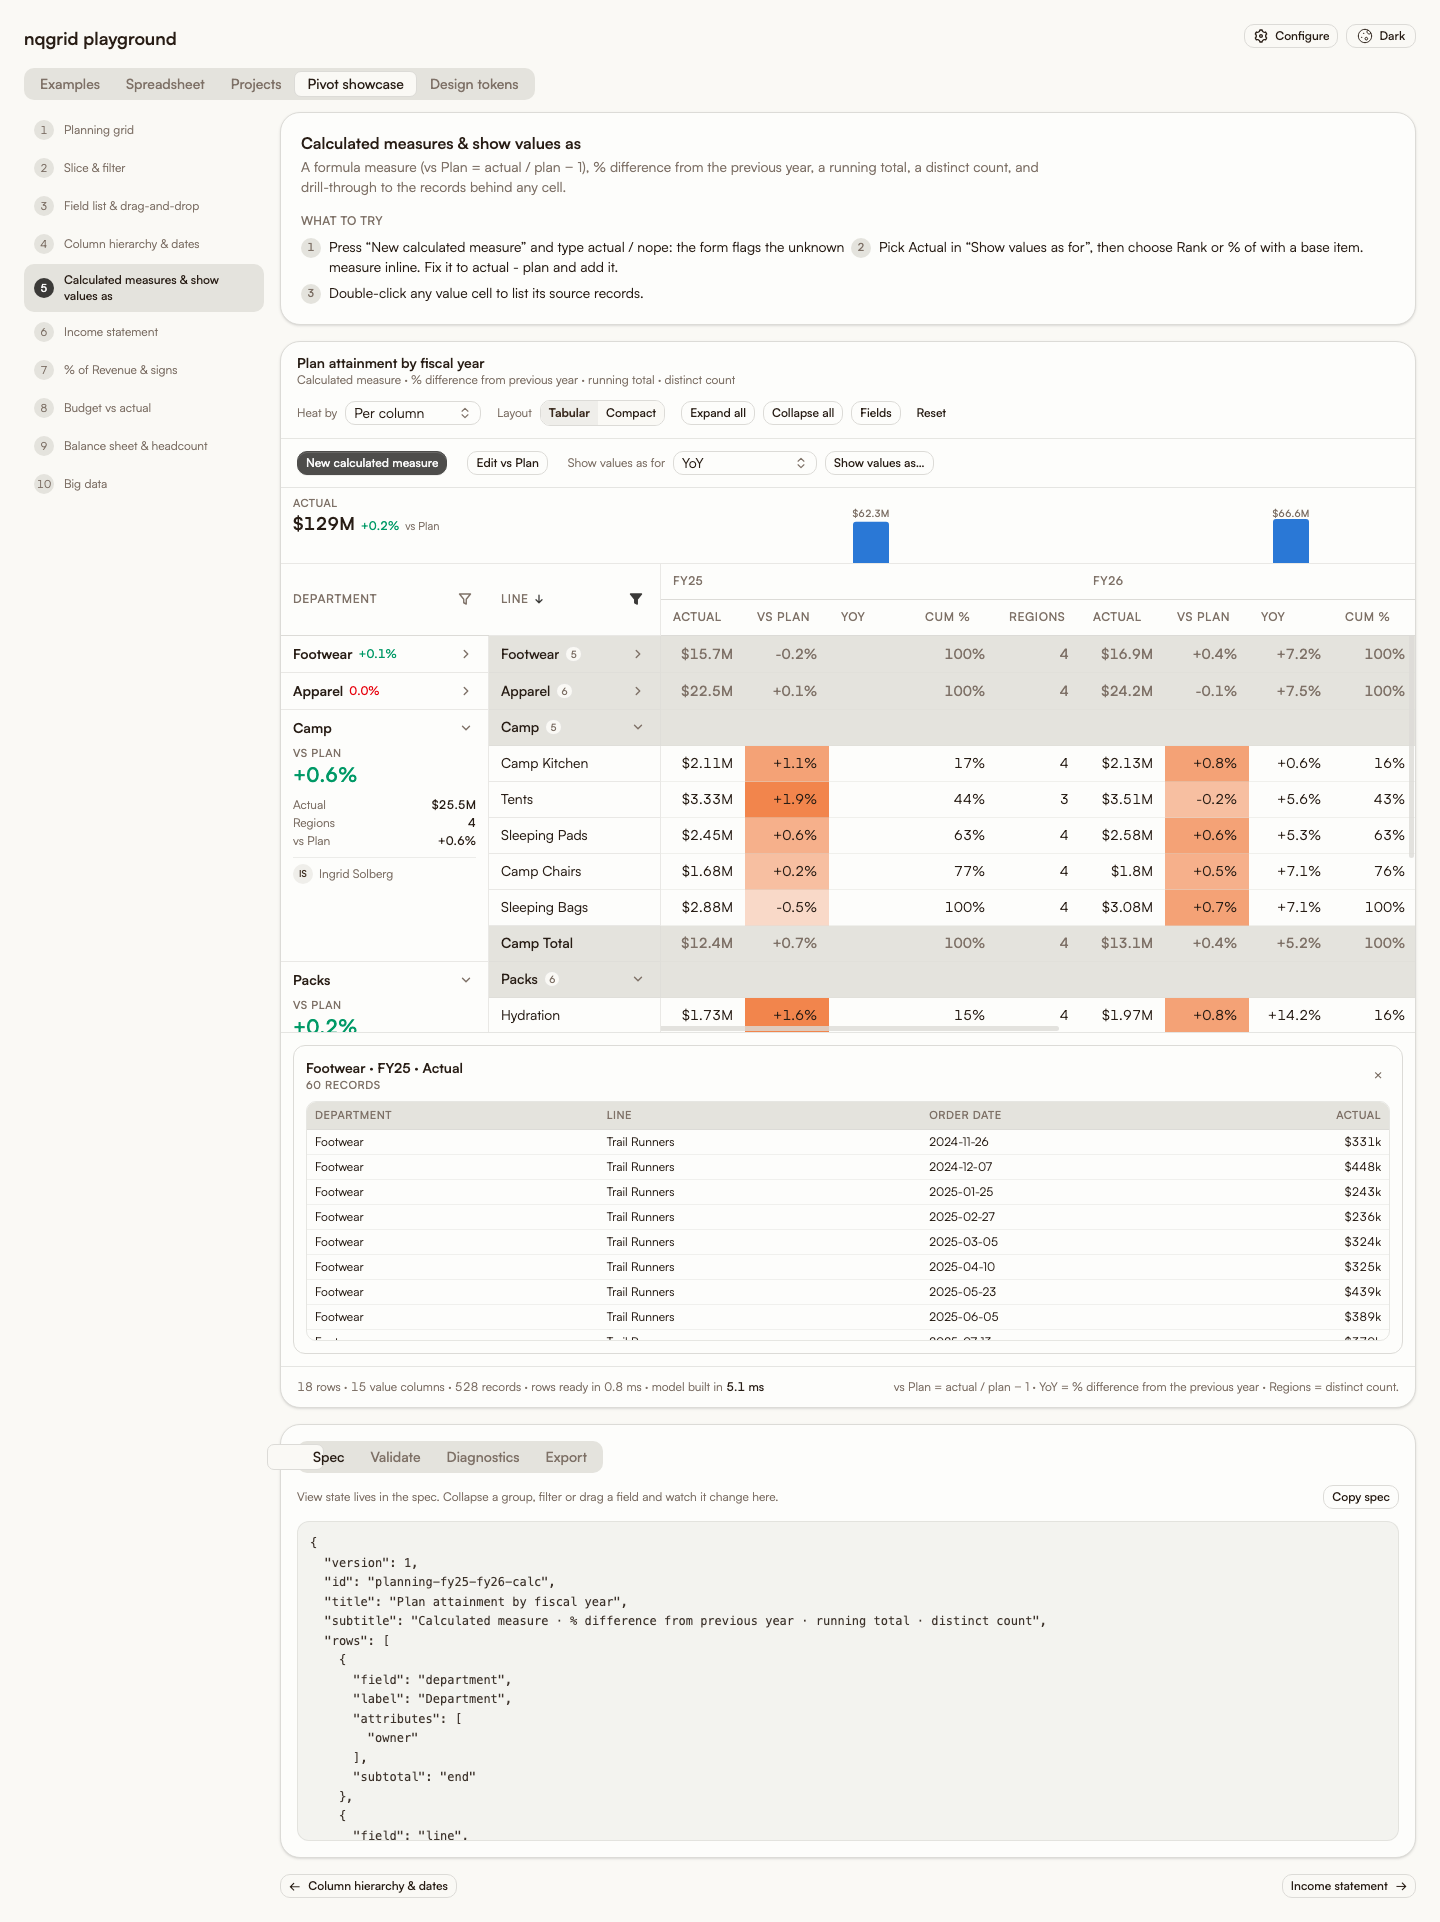 nqgrid playground
Configure
Dark
Examples
Spreadsheet
Projects
Pivot showcase
Design tokens
1 Planning grid
2 Slice & filter
3 Field list & drag-and-drop
4 Column hierarchy & dates
5 Calculated measures & show
values as
6 Income statement
7 % of Revenue & signs
8 Budget vs actual
9 Balance sheet & headcount
10 Big data
Calculated measures & show values as
A formula measure (vs Plan = actual / plan − 1), % difference from the previous year, a running total, a distinct count, and
drill-through to the records behind any cell.
WHAT TO TRY
1 Press “New calculated measure” and type actual / nope: the form flags the unknown
measure inline. Fix it to actual - plan and add it.
2 Pick Actual in “Show values as for”, then choose Rank or % of with a base item.
3 Double-click any value cell to list its source records.
Plan attainment by fiscal year
Calculated measure · % difference from previous year · running total · distinct count
Heat by Per column Layout Tabular Compact Expand all Collapse all Fields Reset
New calculated measure Edit vs Plan Show values as for YoY Show values as...
ACTUAL
$129M +0.2% vs Plan
$62.3M
$66.6M
DEPARTMENT LINE ↓ FY25 FY26
ACTUAL VS PLAN YOY CUM % REGIONS ACTUAL VS PLAN YOY CUM %
Footwear +0.1% Footwear 5 $15.7M -0.2% 100% 4 $16.9M +0.4% +7.2% 100%
Apparel 0.0% Apparel 6 $22.5M +0.1% 100% 4 $24.2M -0.1% +7.5% 100%
Camp Camp 5
VS PLAN
+0.6%
Actual $25.5M
Regions 4
vs Plan +0.6%
IS Ingrid Solberg
Camp Kitchen $2.11M +1.1% 17% 4 $2.13M +0.8% +0.6% 16%
Tents $3.33M +1.9% 44% 3 $3.51M -0.2% +5.6% 43%
Sleeping Pads $2.45M +0.6% 63% 4 $2.58M +0.6% +5.3% 63%
Camp Chairs $1.68M +0.2% 77% 4 $1.8M +0.5% +7.1% 76%
Sleeping Bags $2.88M -0.5% 100% 4 $3.08M +0.7% +7.1% 100%
Camp Total $12.4M +0.7% 100% 4 $13.1M +0.4% +5.2% 100%
Packs Packs 6
VS PLAN
+0.2%
Hydration $1.73M +1.6% 15% 4 $1.97M +0.8% +14.2% 16%
Footwear · FY25 · Actual
60 RECORDS
×
DEPARTMENT LINE ORDER DATE ACTUAL
Footwear Trail Runners 2024-11-26 $331k
Footwear Trail Runners 2024-12-07 $448k
Footwear Trail Runners 2025-01-25 $243k
Footwear Trail Runners 2025-02-27 $236k
Footwear Trail Runners 2025-03-05 $324k
Footwear Trail Runners 2025-04-10 $325k
Footwear Trail Runners 2025-05-23 $439k
Footwear Trail Runners 2025-06-05 $389k
18 rows · 15 value columns · 528 records · rows ready in 0.8 ms · model built in 5.1 ms
vs Plan = actual / plan − 1 · YoY = % difference from the previous year · Regions = distinct count.
Spec Validate Diagnostics Export
View state lives in the spec. Collapse a group, filter or drag a field and watch it change here.
Copy spec
{
"version": 1,
"id": "planning-fy25-fy26-calc",
"title": "Plan attainment by fiscal year",
"subtitle": "Calculated measure · % difference from previous year · running total · distinct count",
"rows": [
{
"field": "department",
"label": "Department",
"attributes": [
"owner"
],
"subtotal": "end"
},
{
"field": "line",
← Column hierarchy & dates
Income statement →